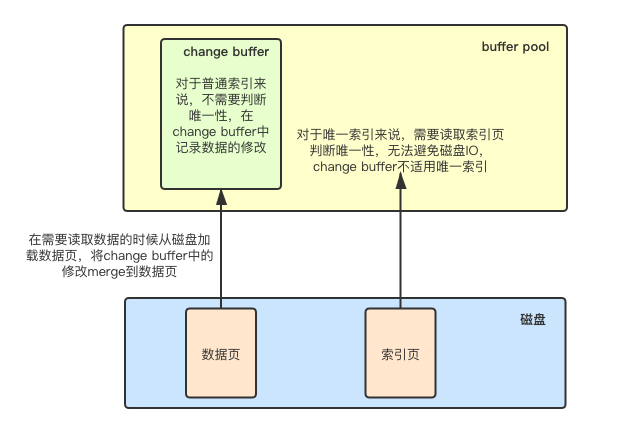 change buffer
buffer pool
对于普通索引来
说，不需要判断
唯一性，在
change buffer中
记录数据的修改
对于唯一索引来说，需要读取索引页
判断唯一性，无法避免磁盘IO，
change buffer不适用唯一索引
在需要读取数据的时候从磁盘加
载数据页，将change buffer中的
修改merge到数据页
磁盘
数据页
索引页